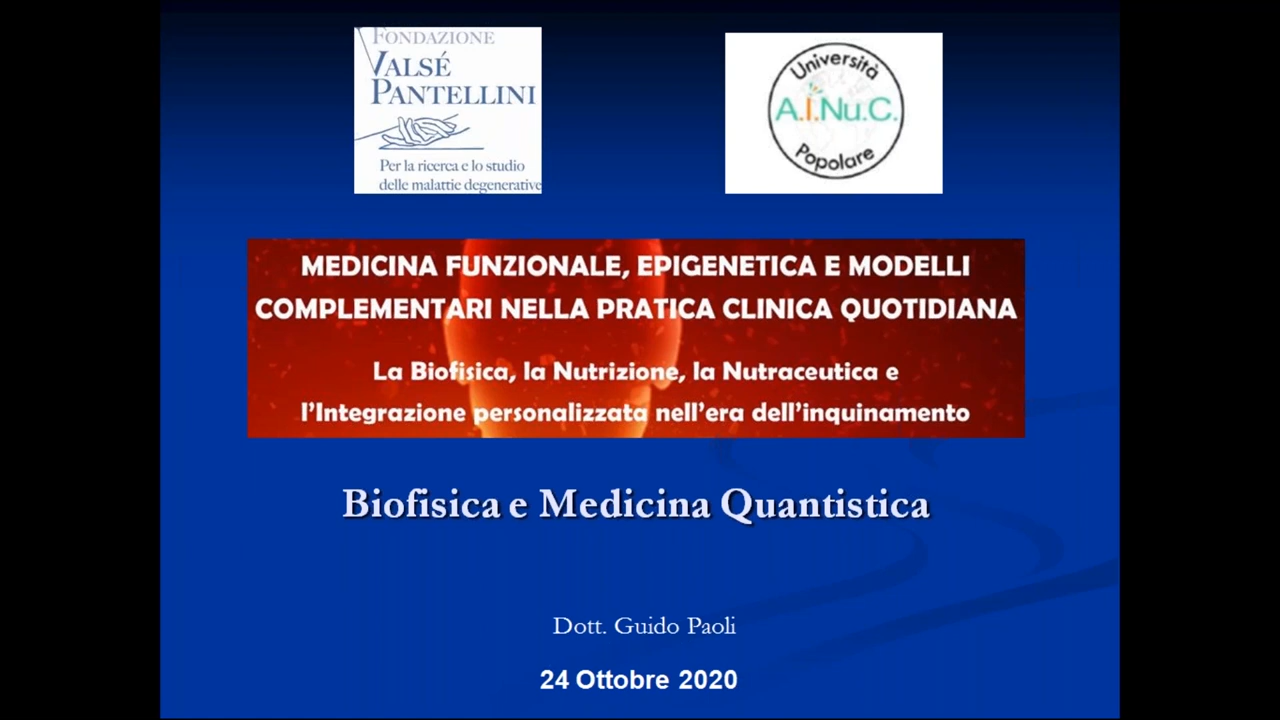 FONDAZIONE
VALSÉ
PANTELLINI
Per la ricerca e lo studio
delle malattie degenerative
Università
A.I.Nu.C.
Popolare
MEDICINA FUNZIONALE, EPIGENETICA E MODELLI
COMPLEMENTARI NELLA PRATICA CLINICA QUOTIDIANA
La Biofisica, la Nutrizione, la Nutraceutica e
l'Integrazione personalizzata nell'era dell'inquinamento
Biofisica e Medicina Quantistica
Dott. Guido Paoli
24 Ottobre 2020